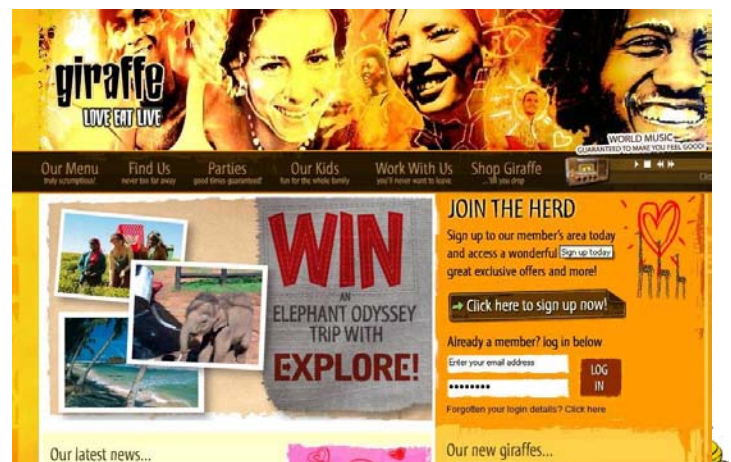 giraffe
LOVE EAT LIVE
WORLD MUSIC
GUARANTEED TO MAKE YOU FEEL GOOD!
Our Menu
truly scrumptious!
Find Us
never too far away
Parties
good times guaranteed!
Our Kids
fun for the whole family
Work With Us
you'll never want to leave
Shop Giraffe
... till you drop
WIN
AN
ELEPHANT ODYSSEY
TRIP WITH
EXPLORE!
JOIN THE HERD
Sign up to our member's area today
and access a wonderful Sign up today
great exclusive offers and more!
Click here to sign up now!
Already a member? log in below
Enter your email address
LOG
IN
Forgotten your login details? Click here
Our latest news...
Our new giraffes...